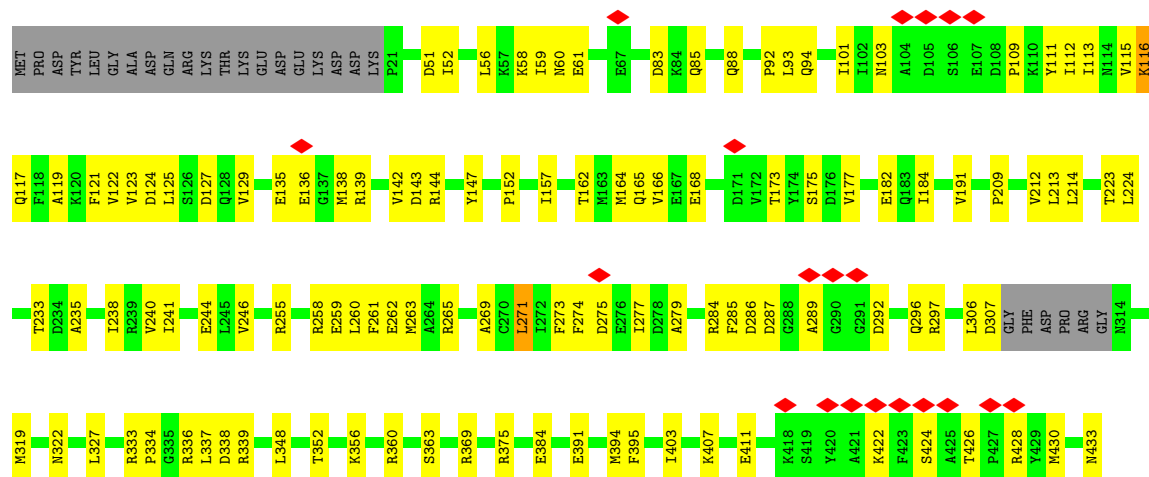 MET PRO ASP TYR LEU GLY ALA ASP GLN ARG LYS THR LYS GLU ASP GLU LYS ASP ASP LYS P21 D51 I52 L56 K57 K58 I59 N60 E61 E67 D83 K84 Q85 Q88 P92 L93 Q94 I101 I102 N103 A104 D105 S106 E107 D108 P109 K110 Y111 I112 I113 N114 V115 K116
Q117 F118 A119 K120 F121 V122 V123 D124 L125 S126 D127 Q128 V129 E135 E136 G137 M138 R139 V142 D143 R144 Y147 P152 I157 T162 M163 M164 Q165 V166 E167 E168 D171 V172 T173 Y174 S175 D176 V177 E182 Q183 I184 V191 P209 V212 L213 L214 T223 L224
T233 D234 A235 I238 R239 V240 I241 E244 L245 V246 R255 R258 E259 L260 F261 E262 M263 A264 R265 A269 C270 L271 I272 F273 F274 D275 E276 I277 D278 A279 R284 F285 D286 D287 G288 A289 G290 G291 D292 Q296 R297 L306 D307 GLY PHE ASP PRO ARG GLY N314
M319 N322 L327 R333 P334 G335 R336 L337 D338 R339 L348 T352 K356 R360 S363 R369 R375 E384 E391 M394 F395 I403 K407 E411 K418 S419 Y420 A421 K422 F423 S424 A425 T426 P427 R428 Y429 M430 N433